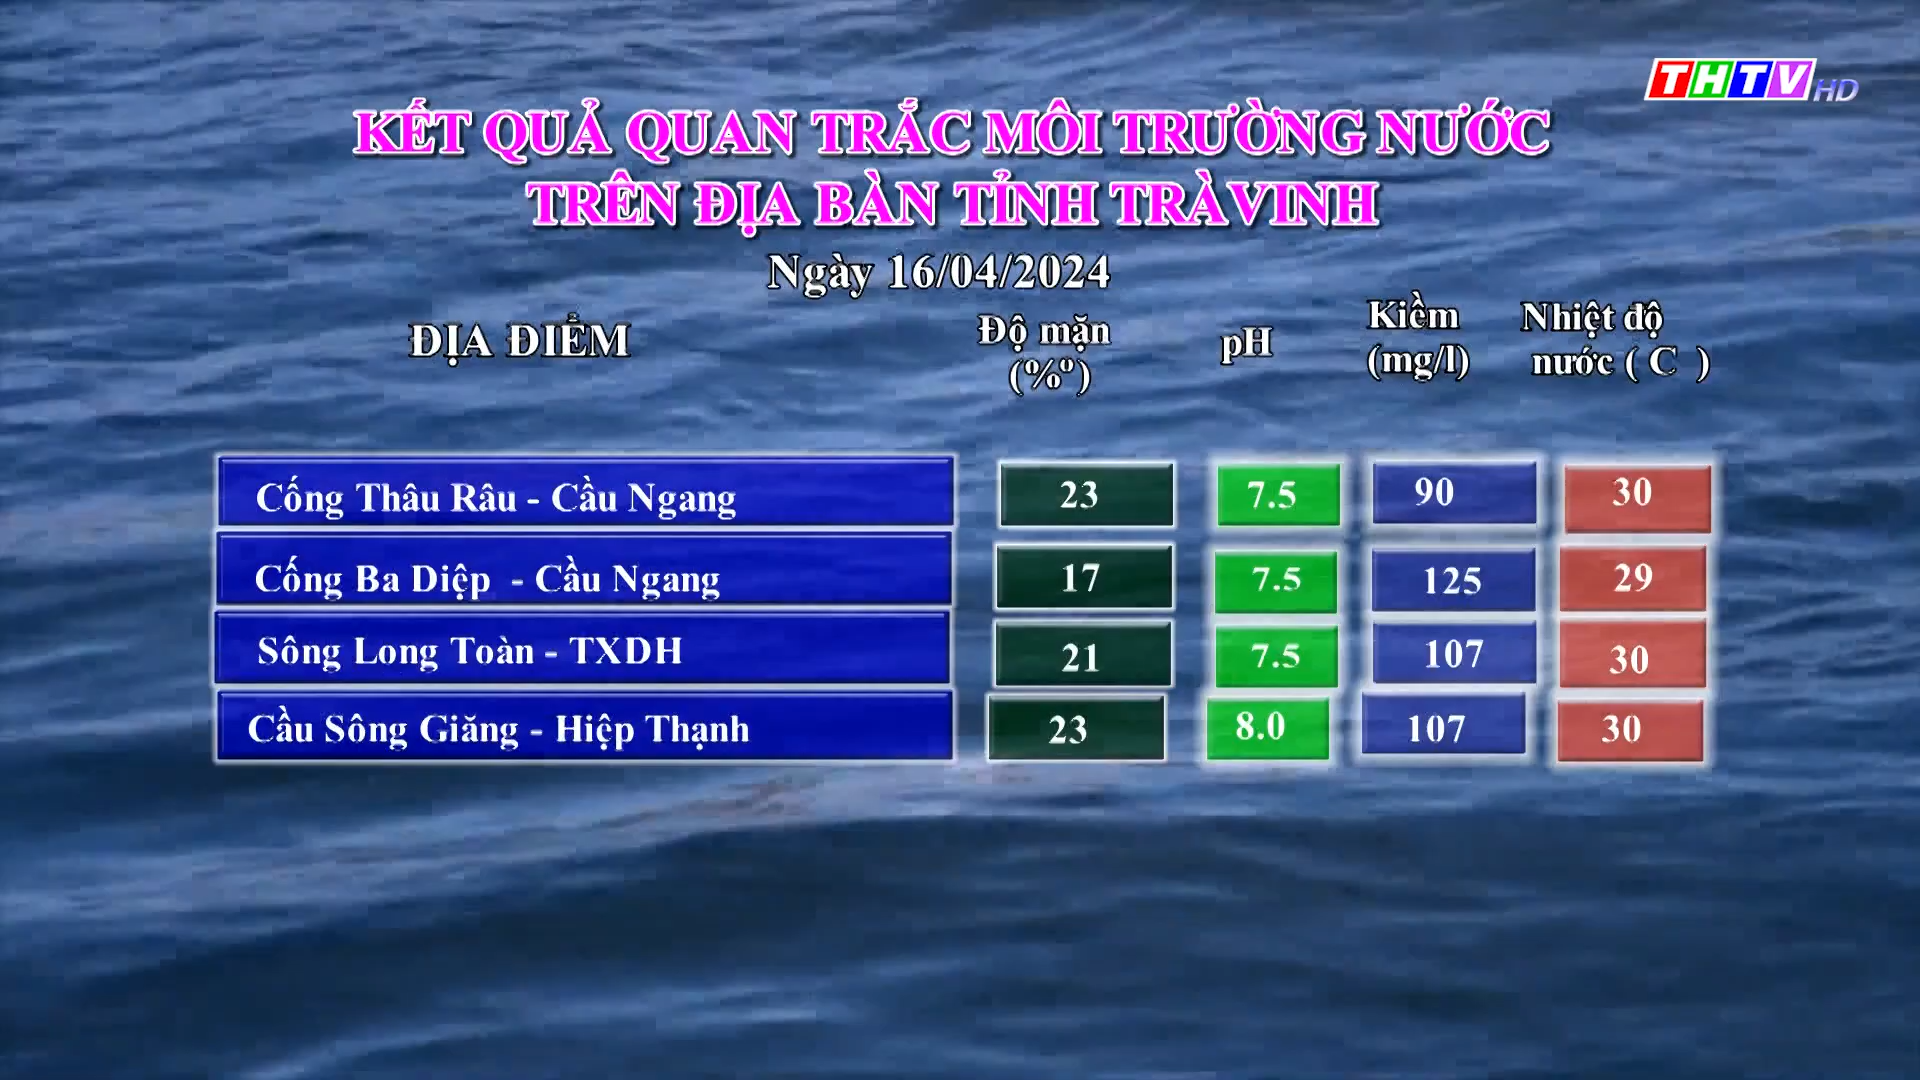 THTV HD
KẾT QUẢ QUAN TRẮC MÔI TRƯỜNG NƯỚC
TRÊN ĐỊA BÀN TỈNH TRÀVINH
Ngày 16/04/2024
ĐỊA ĐIỂM Độ mặn (%º) pH Kiềm (mg/l) Nhiệt độ nước ( C )
Cống Thâu Râu - Cầu Ngang 23 7.5 90 30
Cống Ba Diệp - Cầu Ngang 17 7.5 125 29
Sông Long Toàn - TXDH 21 7.5 107 30
Cầu Sông Giăng - Hiệp Thạnh 23 8.0 107 30